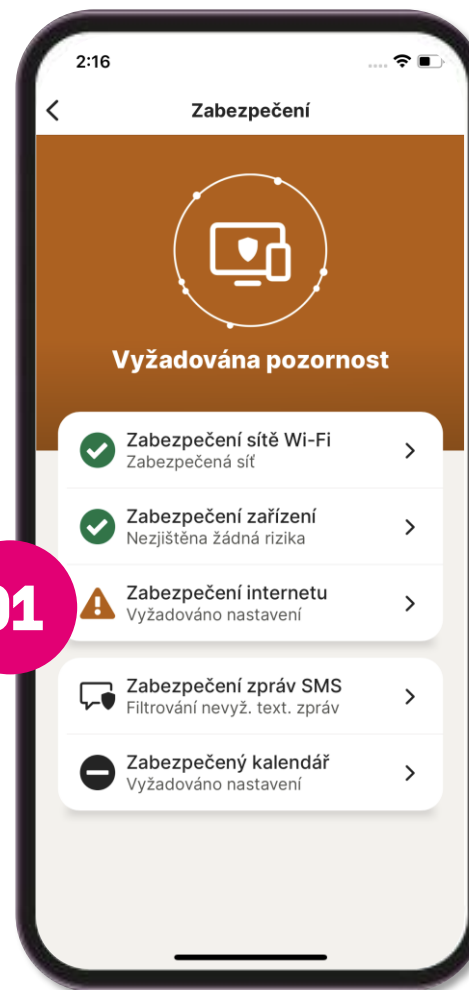 2:16
Zabezpečení
Vyžadována pozornost
Zabezpečení sítě Wi-Fi
Zabezpečená síť
Zabezpečení zařízení
Nezjištěna žádná rizika
01
Zabezpečení internetu
Vyžadováno nastavení
Zabezpečení zpráv SMS
Filtrování nevyž. text. zpráv
Zabezpečený kalendář
Vyžadováno nastavení